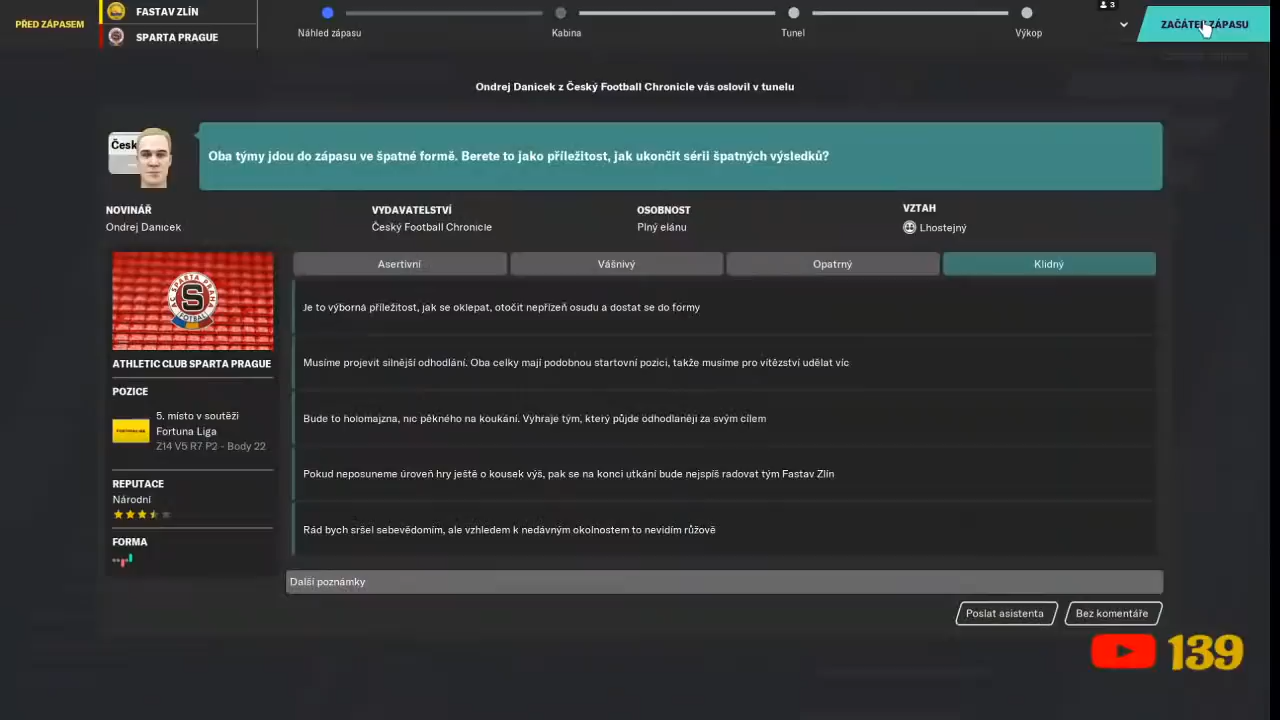 PŘED ZÁPASEM
FASTAV ZLÍN
SPARTA PRAGUE
Náhled zápasu
Kabina
Tunel
Výkop
3
ZAČÁTEK ZÁPASU
Ondrej Danicek z Český Football Chronicle vás oslovil v tunelu
Česk
Oba týmy jdou do zápasu ve špatné formě. Berete to jako příležitost, jak ukončit sérii špatných výsledků?
NOVINÁŘ
Ondrej Danicek
VYDAVATELSTVÍ
Český Football Chronicle
OSOBNOST
Plný elánu
VZTAH
Lhostejný
AC SPARTA PRAHA
S
FOTBAL
ATHLETIC CLUB SPARTA PRAGUE
POZICE
FORTUNA:LIGA
5. místo v soutěži
Fortuna Liga
Z14 V5 R7 P2 - Body 22
REPUTACE
Národní
FORMA
Asertivní
Vášnivý
Opatrný
Klidný
Je to výborná příležitost, jak se oklepat, otočit nepřízeň osudu a dostat se do formy
Musíme projevit silnější odhodlání. Oba celky mají podobnou startovní pozici, takže musíme pro vítězství udělat víc
Bude to holomajzna, nic pěkného na koukání. Vyhraje tým, který půjde odhodlaněji za svým cílem
Pokud neposuneme úroveň hry ještě o kousek výš, pak se na konci utkání bude nejspíš radovat tým Fastav Zlín
Rád bych sršel sebevědomím, ale vzhledem k nedávným okolnostem to nevidím růžově
Další poznámky
Poslat asistenta
Bez komentáře
139